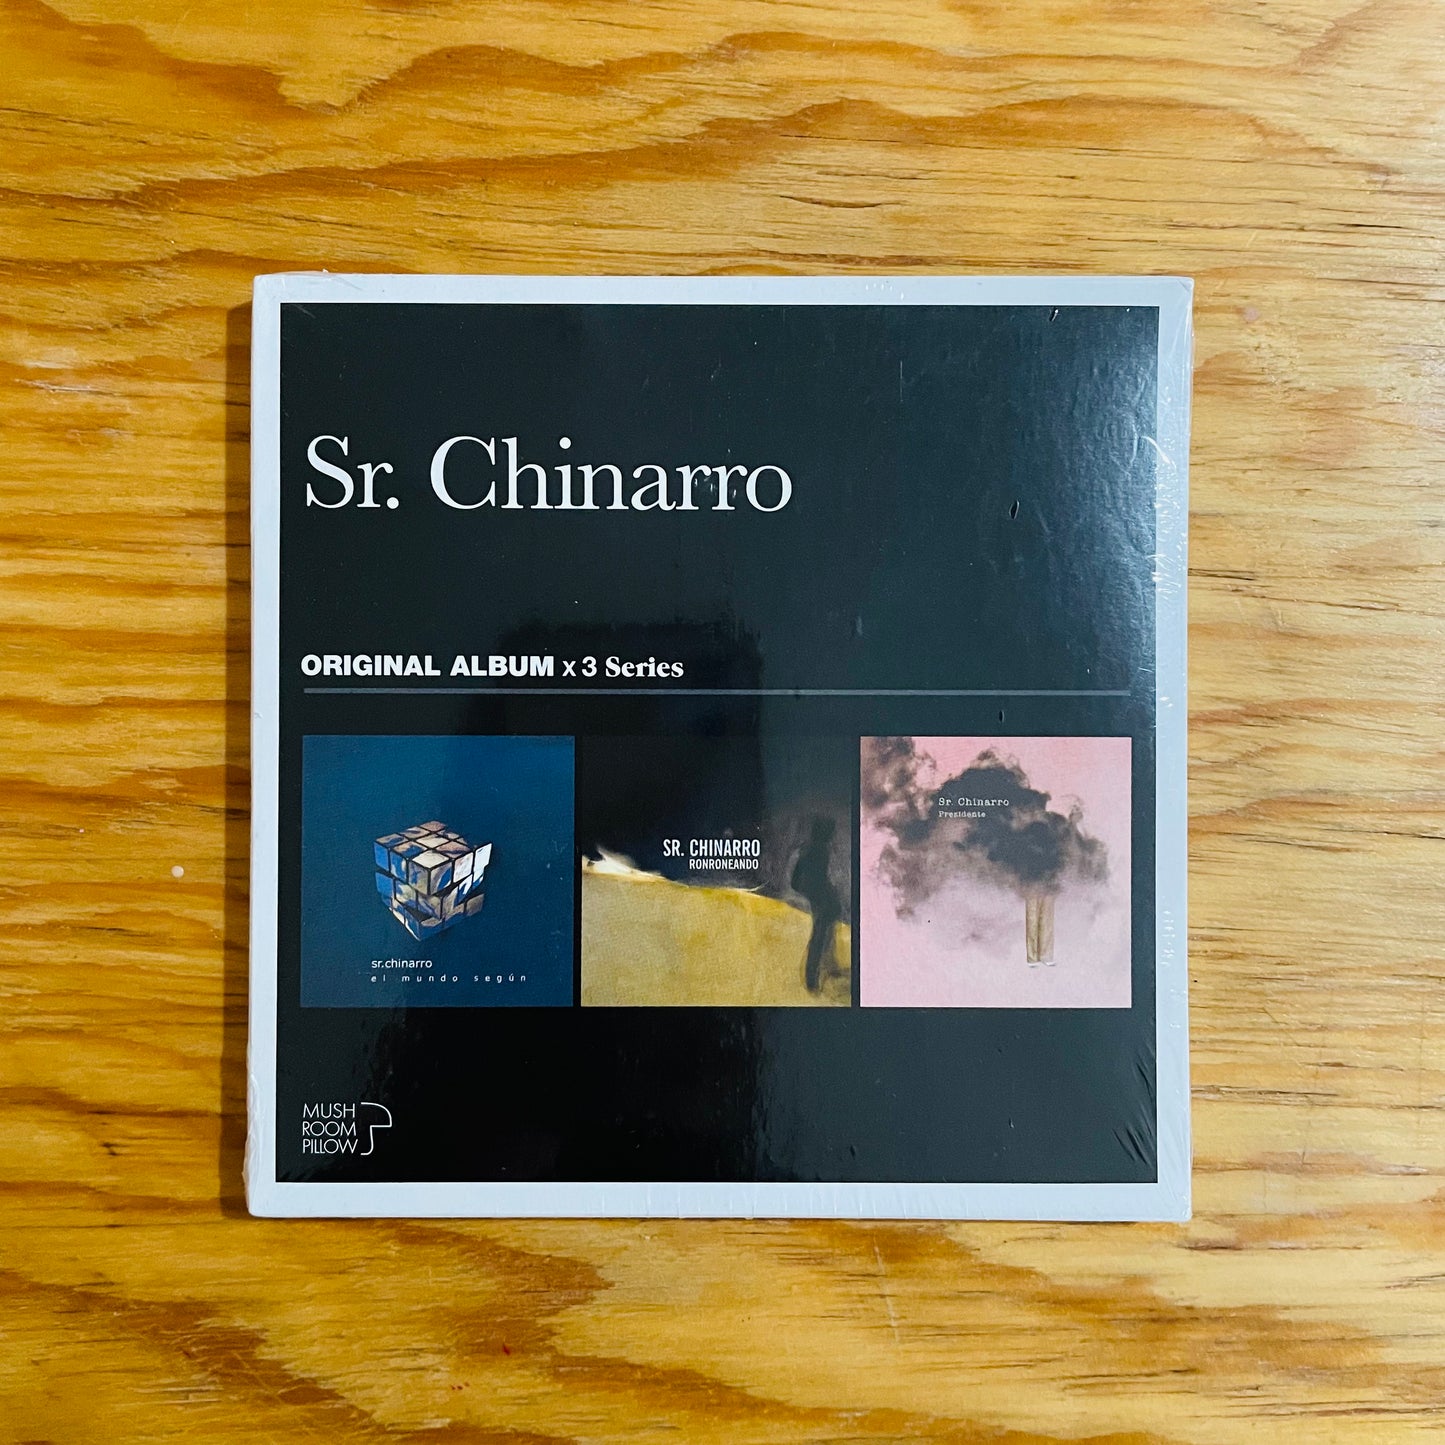 Sr. Chinarro
ORIGINAL ALBUM x 3 Series
sr.chinarro
el mundo según
SR. CHINARRO
RONRONEANDO
Sr. Chinarro
Presidente
MUSH
ROOM
PILLOW